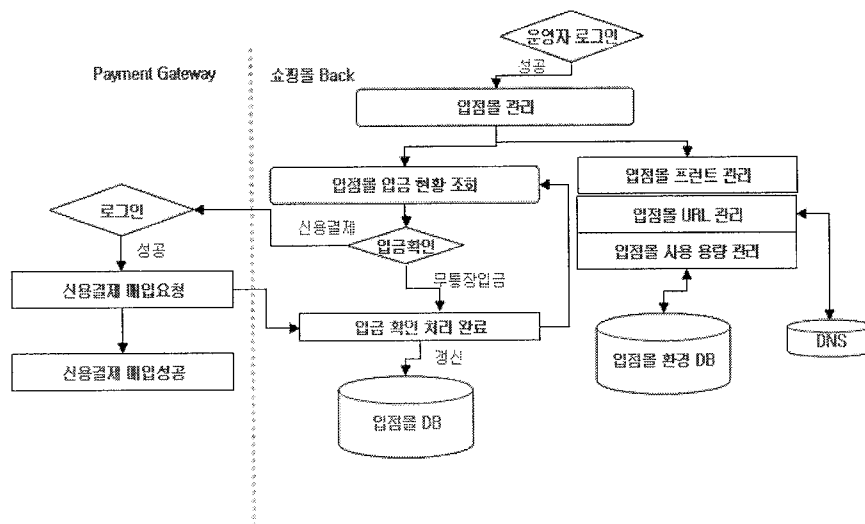 운영자 로그인
Payment Gateway
쇼핑몰 Back
성공
입점몰 관리
입점몰 입금 현황 조회
입점몰 프런트 관리
로그인
신용결제
입금확인
입점몰 URL 관리
성공
입점몰 사용 용량 관리
무통장입금
신용결제 매입요청
입금 확인 처리 완료
DNS
갱신
입점몰 환경 DB
신용결제 매입성공
입점몰 DB